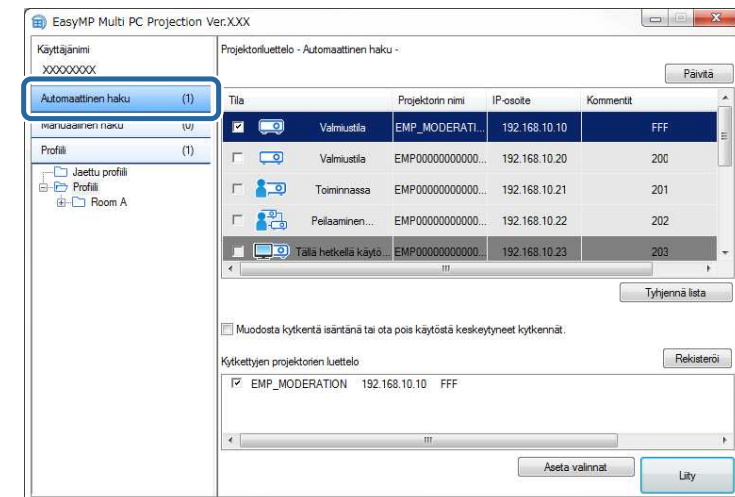 EasyMP Multi PC Projection Ver.X.XX
Käyttäjänimi
XXXXXXXX
Automaattinen haku (1)
Manuaalinen haku (0)
Profiili (1)
Jaettu profiili
Profiili
Room A
Projektoriluettelo - Automaattinen haku -
Päivitä
Tila Projektorin nimi IP-osoite Kommentit
Valmiustila EMP_MODERATI... 192.168.10.10 FFF
Valmiustila EMP00000000000... 192.168.10.20 200
Toiminnassa EMP00000000000... 192.168.10.21 201
Peilaaminen... EMP00000000000... 192.168.10.22 202
Tällä hetkellä käytö... EMP00000000000... 192.168.10.23 203
Tyhjennä lista
Muodosta kytkentä isäntänä tai ota pois käytöstä keskeytyneet kytkennät.
Kytkettyjen projektorien luettelo
Rekisteröi
EMP_MODERATION 192.168.10.10 FFF
Aseta valinnat
Liity